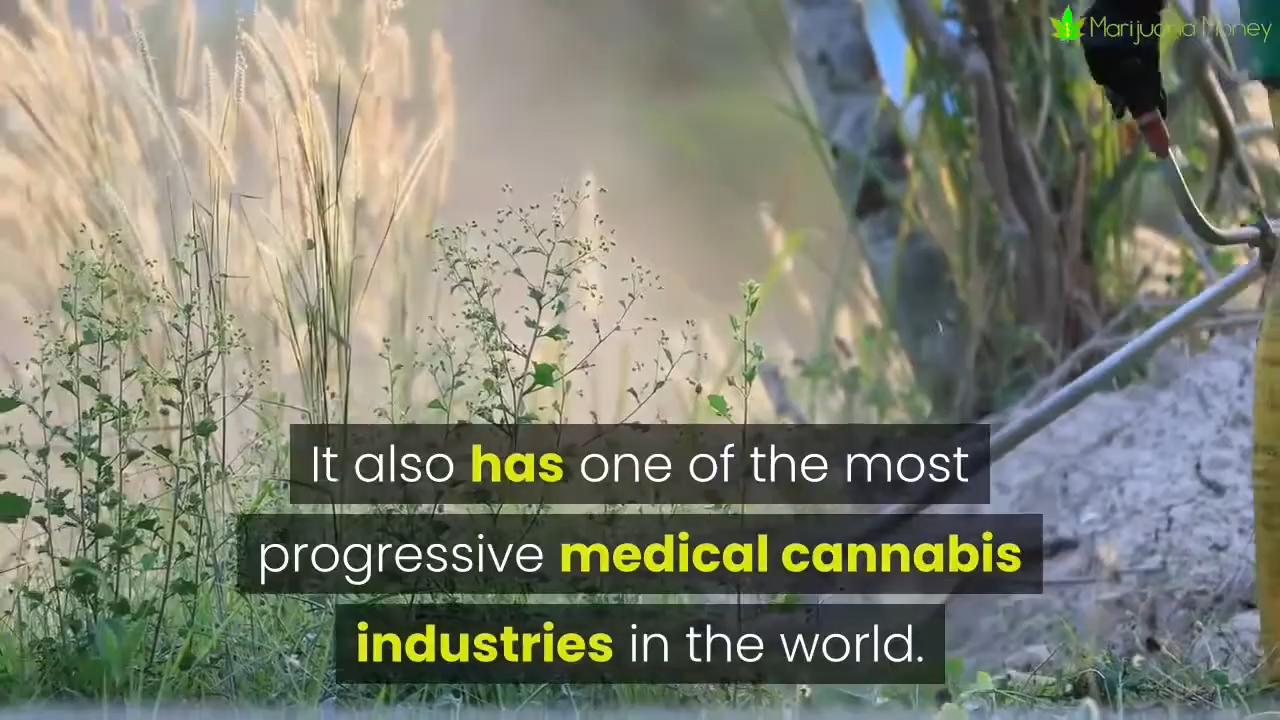 Marijuana Money
It also has one of the most
progressive medical cannabis
industries in the world.